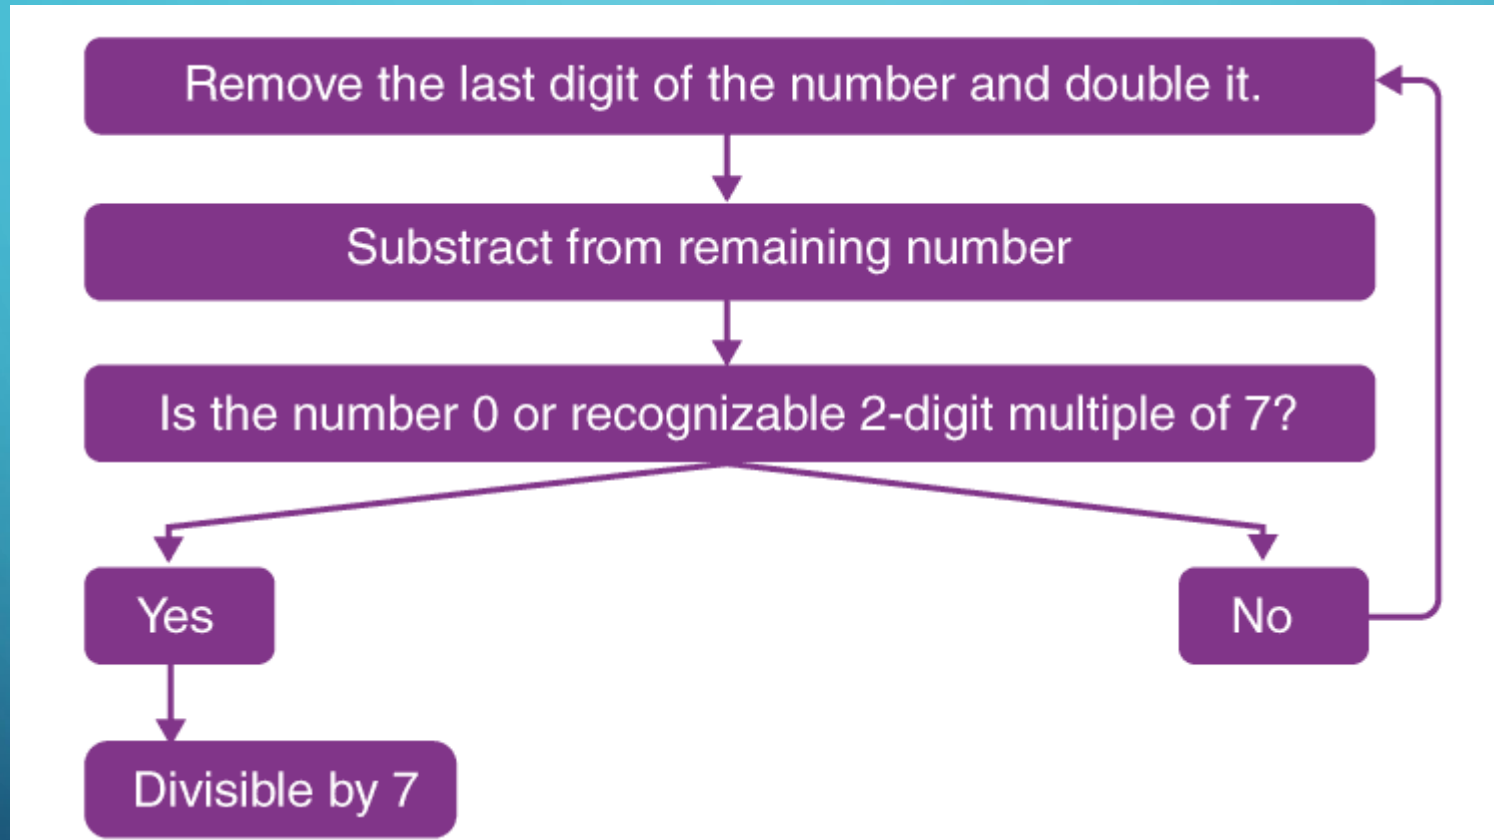 Remove the last digit of the number and double it.
Substract from remaining number
Is the number 0 or recognizable 2-digit multiple of 7?
Yes
No
Divisible by 7